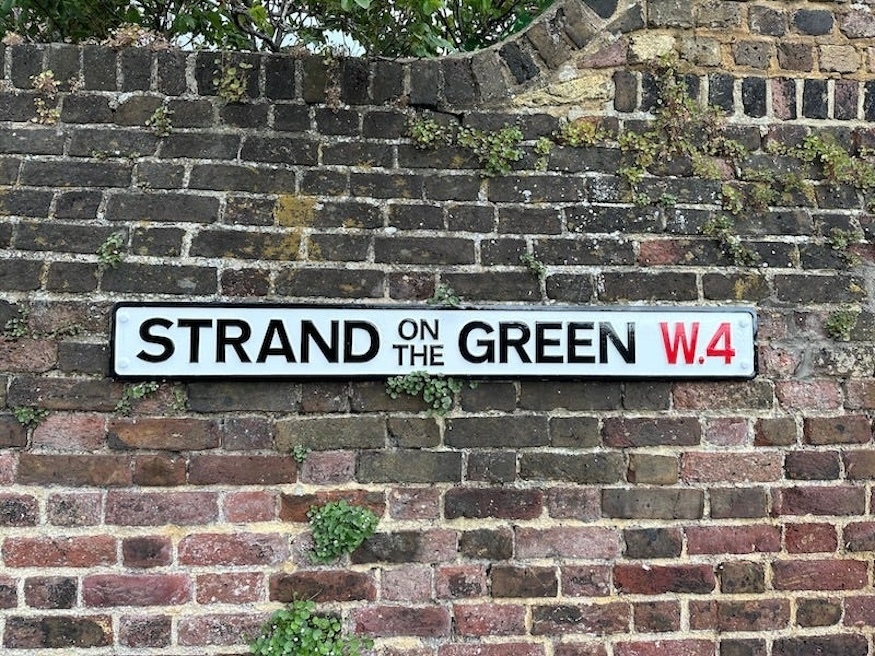 STRAND ON THE GREEN W.4